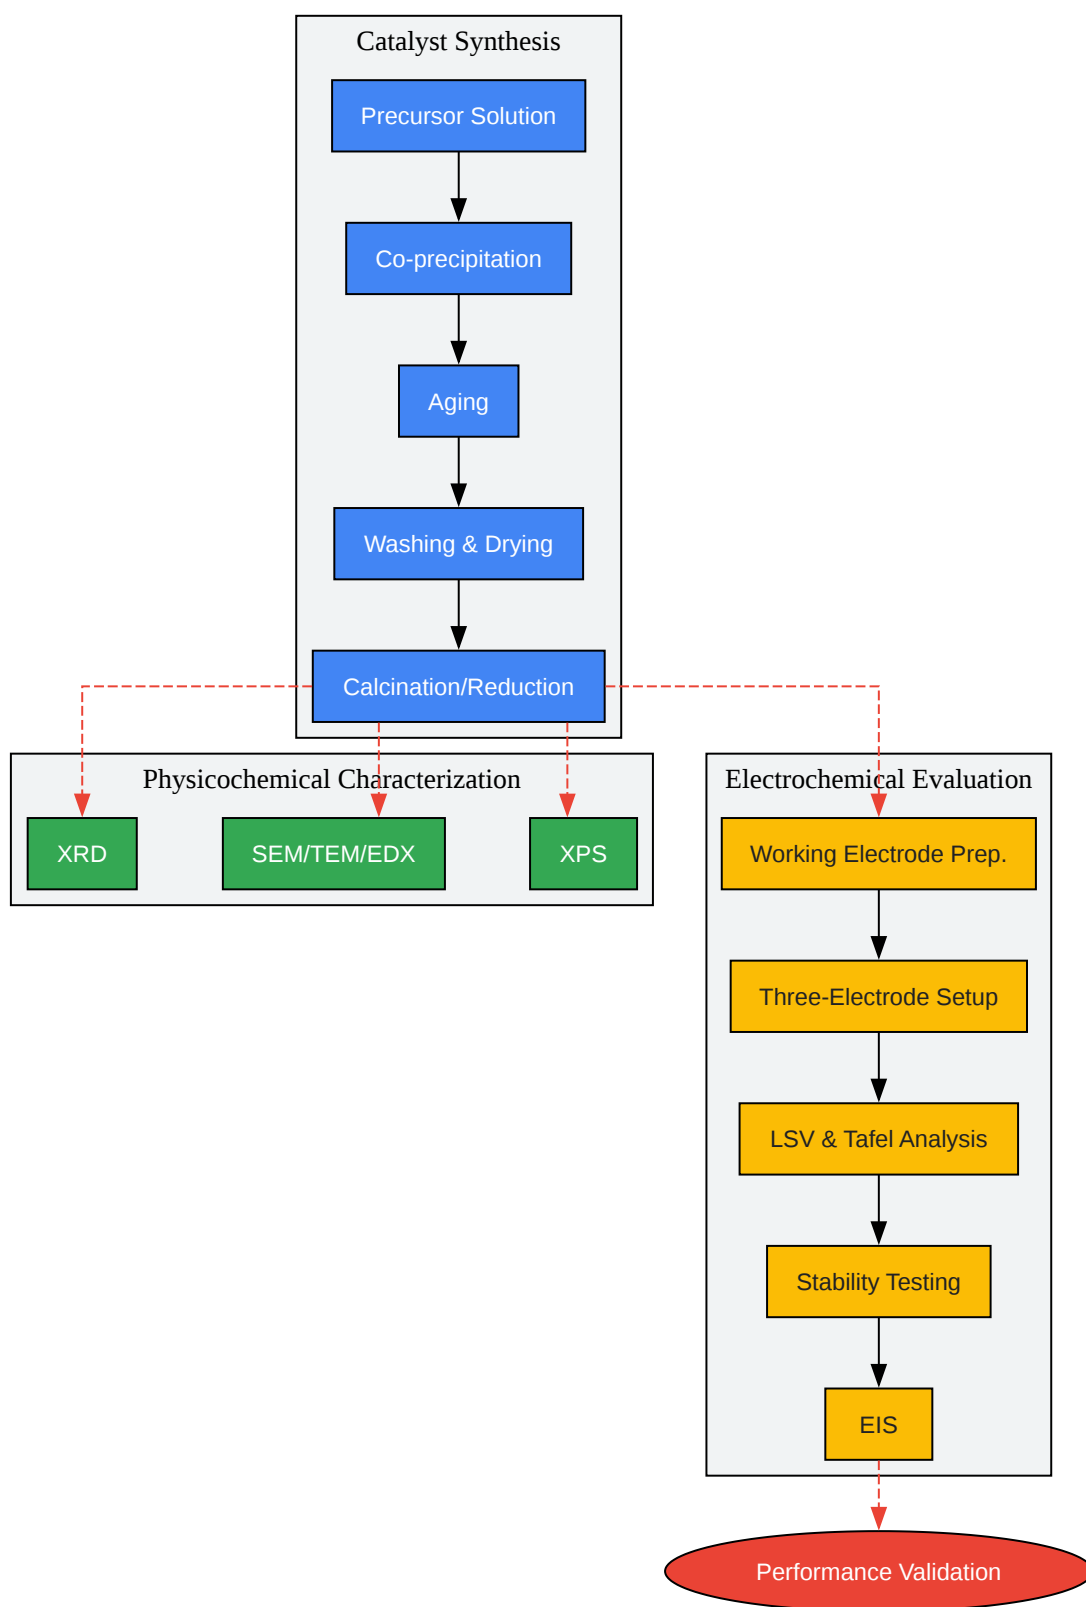 Catalyst Synthesis
Precursor Solution
Co-precipitation
Aging
Washing & Drying
Calcination/Reduction
Physicochemical Characterization
XRD
SEM/TEM/EDX
XPS
Electrochemical Evaluation
Working Electrode Prep.
Three-Electrode Setup
LSV & Tafel Analysis
Stability Testing
EIS
Performance Validation